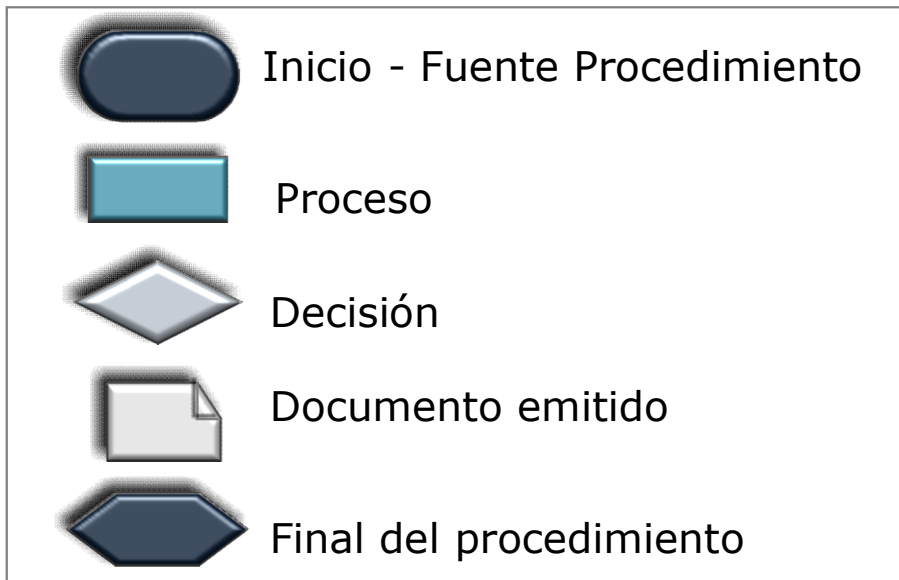 Inicio - Fuente Procedimiento
Proceso
Decisión
Documento emitido
Final del procedimiento